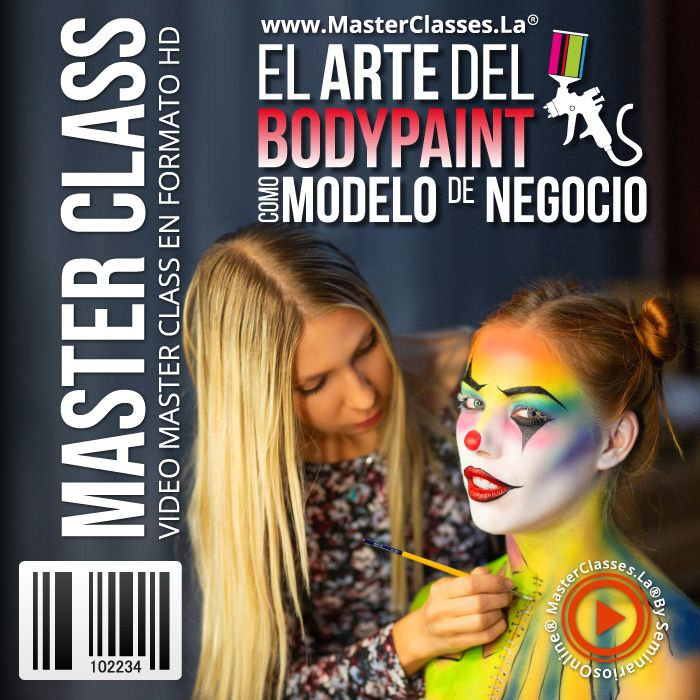 www.MasterClasses.La®
EL ARTE DEL
BODYPAINT
COMO MODELO DE NEGOCIO
MASTER CLASS
VIDEO MASTER CLASS EN FORMATO HD
102234
MasterClasses.La®By SeminariosOnline®